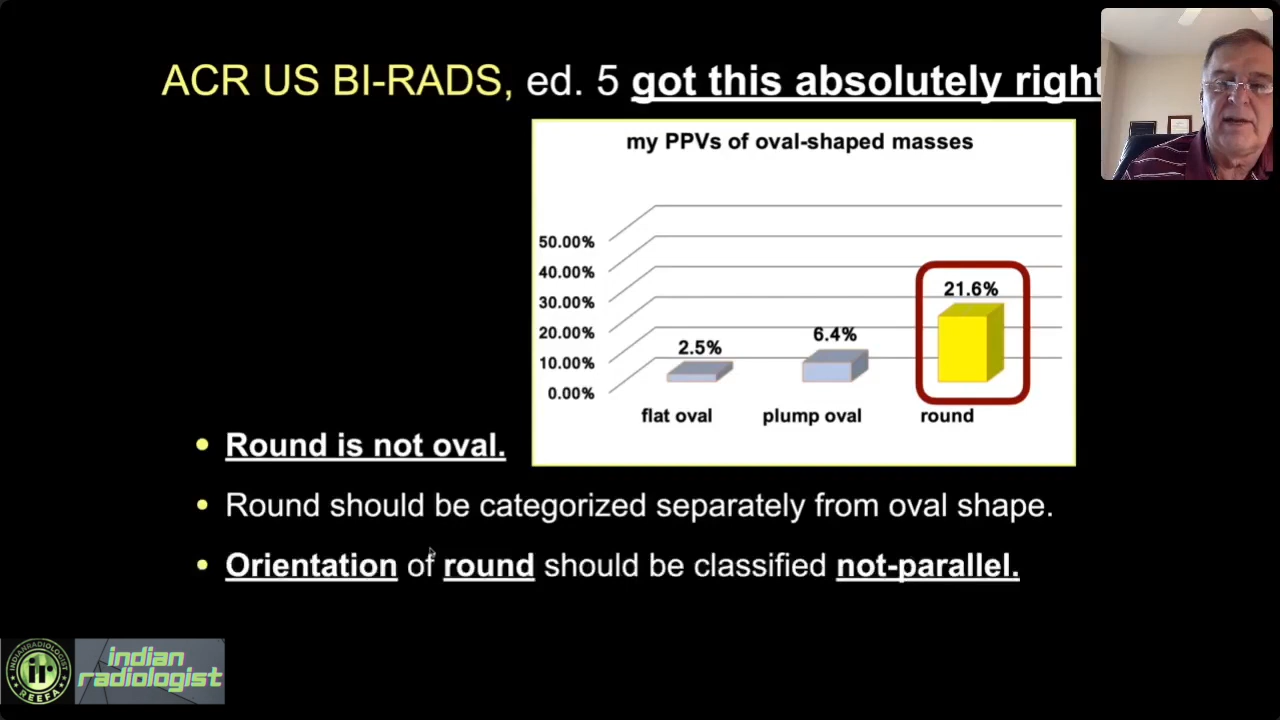 ACR US BI-RADS, ed. 5 got this absolutely right
my PPVs of oval-shaped masses
50.00%
40.00%
30.00%
20.00%
10.00%
0.00%
2.5%
6.4%
21.6%
flat oval
plump oval
round
• Round is not oval.
• Round should be categorized separately from oval shape.
• Orientation of round should be classified not-parallel.
INDIANRADIOLOGIST
ir
REEFA
indian
radiologist